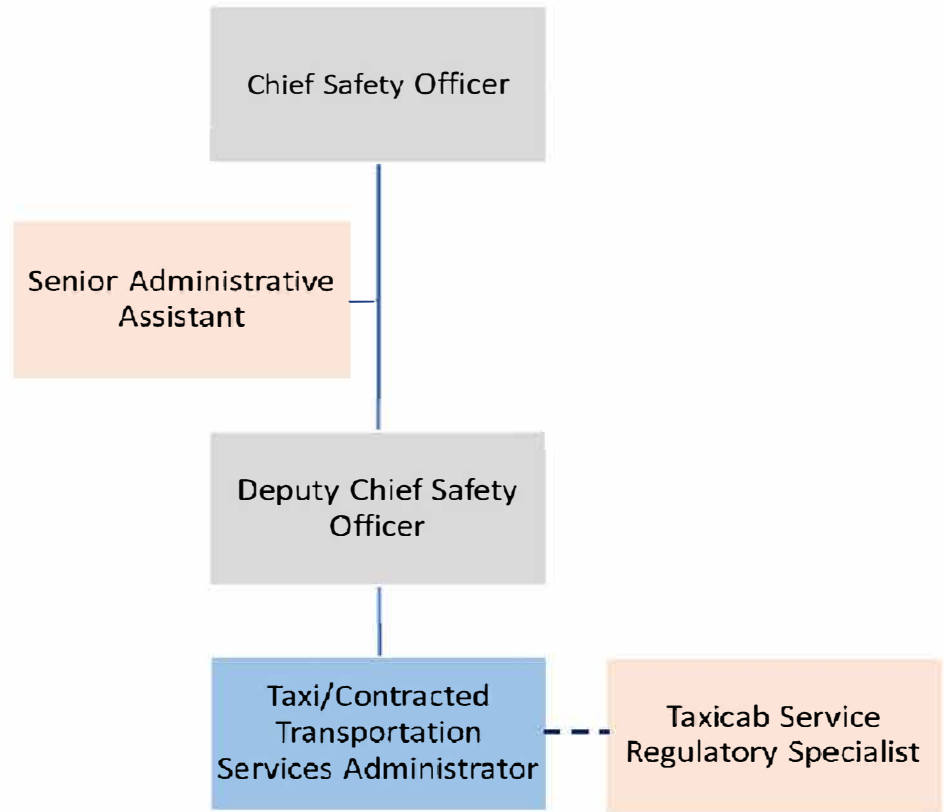 Chief Safety Officer
Senior Administrative
Assistant
Deputy Chief Safety
Officer
Taxi/Contracted
Transportation
Services Administrator
Taxicab Service
Regulatory Specialist